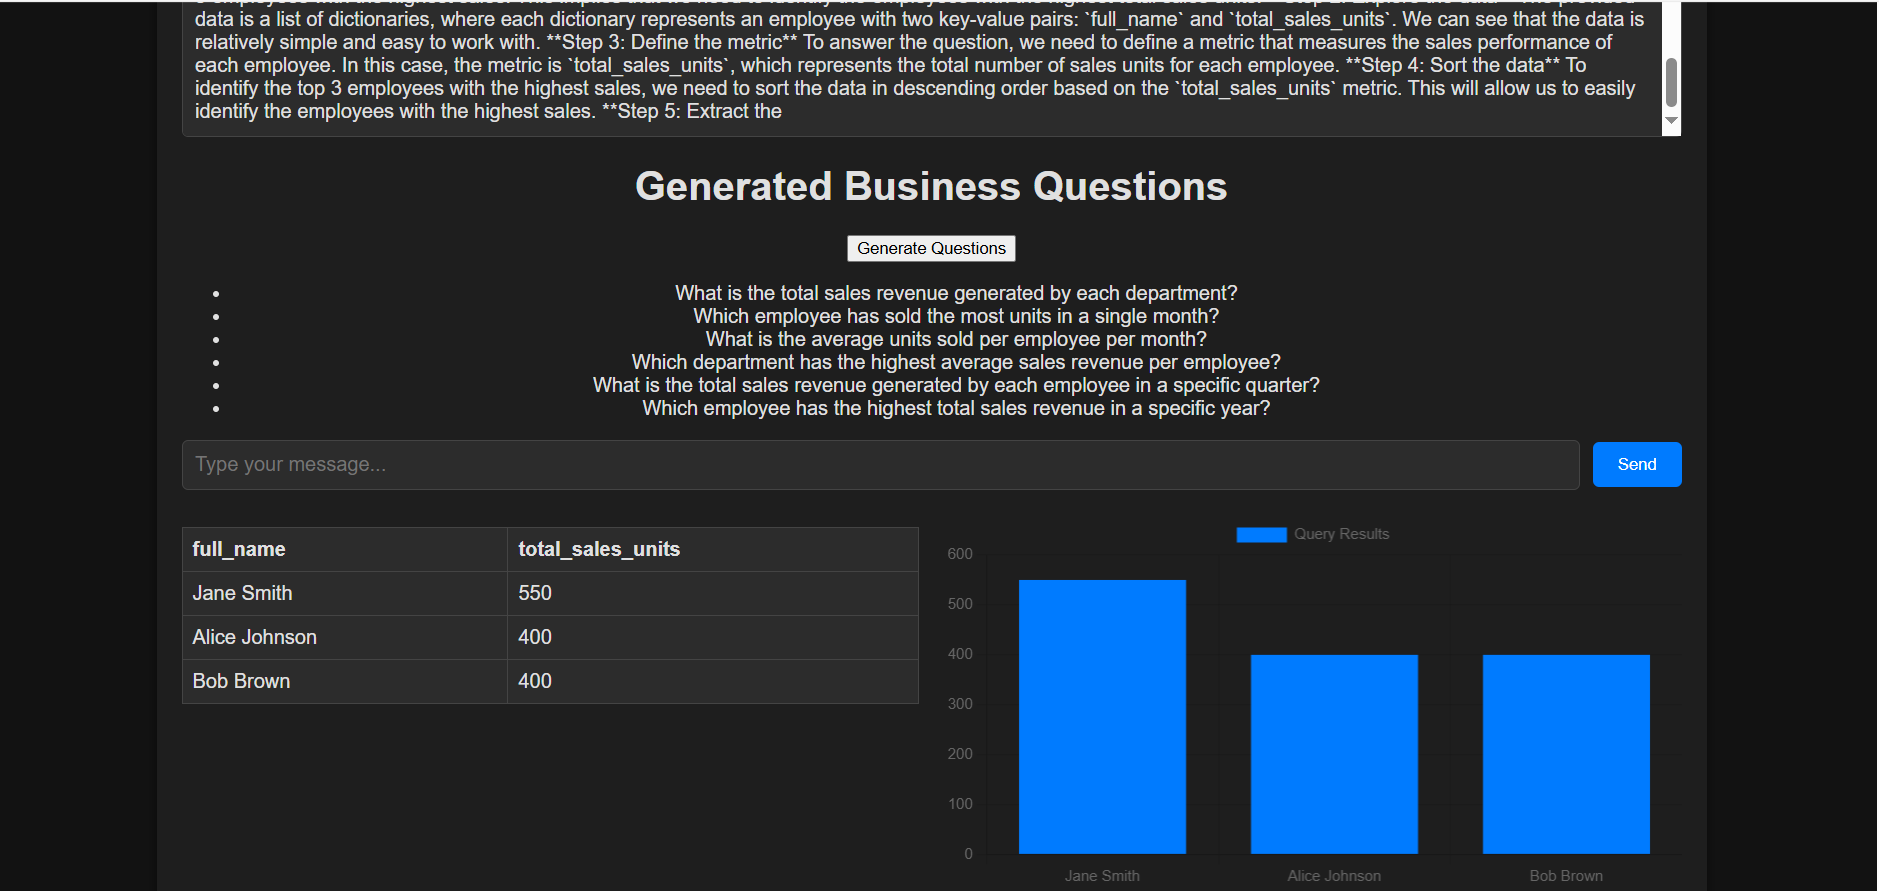 data is a list of dictionaries, where each dictionary represents an employee with two key-value pairs: `full_name` and `total_sales_units`. We can see that the data is
relatively simple and easy to work with. **Step 3: Define the metric** To answer the question, we need to define a metric that measures the sales performance of
each employee. In this case, the metric is `total_sales_units`, which represents the total number of sales units for each employee. **Step 4: Sort the data** To
identify the top 3 employees with the highest sales, we need to sort the data in descending order based on the `total_sales_units` metric. This will allow us to easily
identify the employees with the highest sales. **Step 5: Extract the
Generated Business Questions
Generate Questions
• What is the total sales revenue generated by each department?
• Which employee has sold the most units in a single month?
• What is the average units sold per employee per month?
• Which department has the highest average sales revenue per employee?
• What is the total sales revenue generated by each employee in a specific quarter?
• Which employee has the highest total sales revenue in a specific year?
Type your message...
Send
full_name total_sales_units
Jane Smith 550
Alice Johnson 400
Bob Brown 400
Query Results
600
500
400
300
200
100
0
Jane Smith Alice Johnson Bob Brown